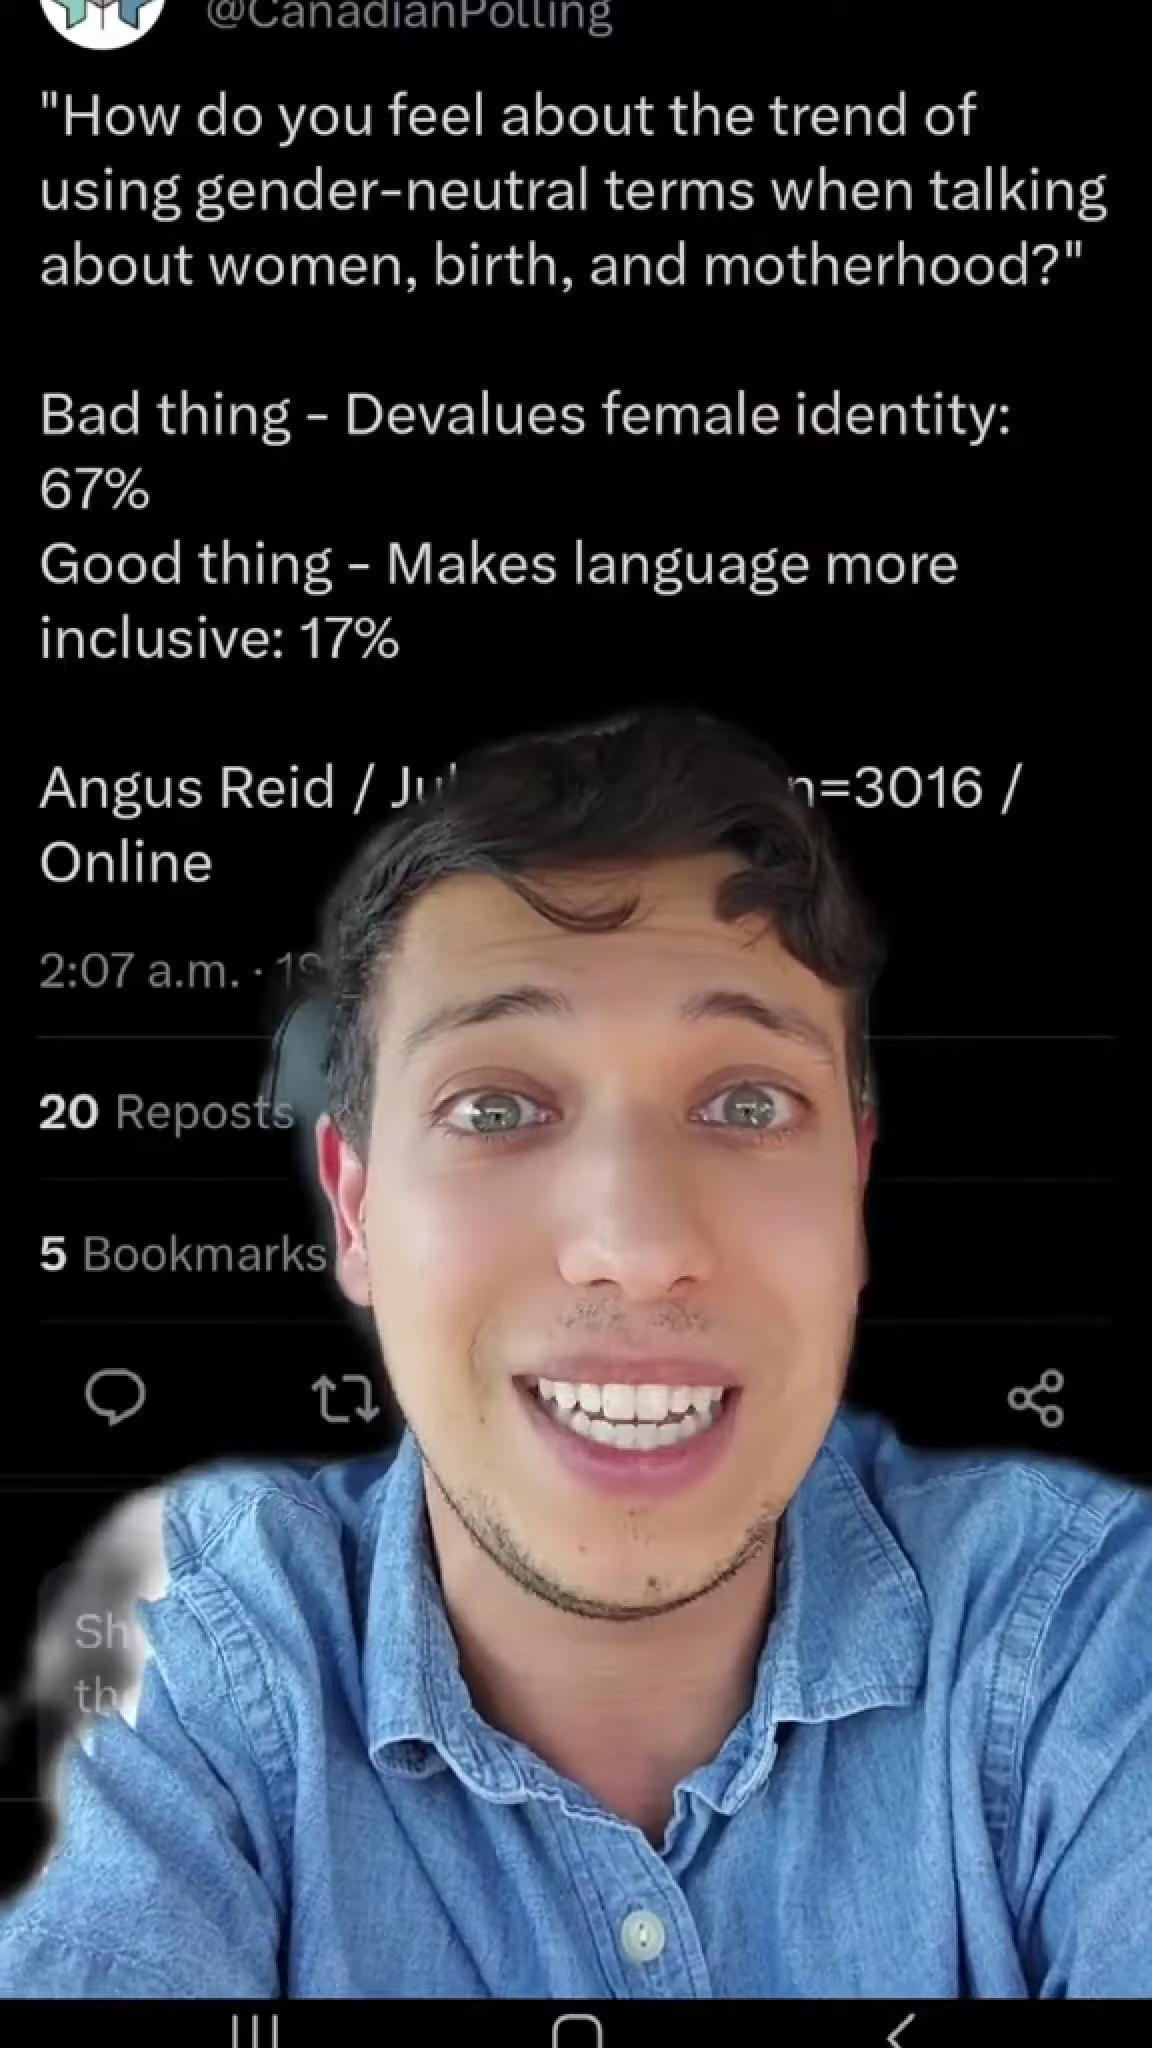 @CanadianPolling
"How do you feel about the trend of
using gender-neutral terms when talking
about women, birth, and motherhood?"
Bad thing - Devalues female identity:
67%
Good thing - Makes language more
inclusive: 17%
Angus Reid / n=3016 /
Online
2:07 a.m. ·
20 Reposts
5 Bookmarks